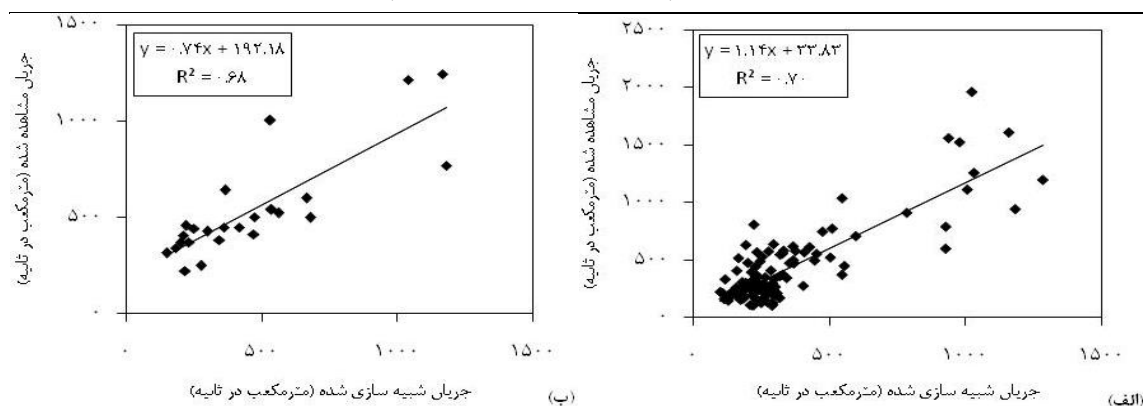 جریان مشاهده شده (مترمکعب در ثانیه)
y = ۱.۱۴x + ۳۳.۸۳
R² = ۰.۷۰
۲۵۰۰
۲۰۰۰
۱۵۰۰
۱۰۰۰
۵۰۰
۰
۰ ۵۰۰ ۱۰۰۰ ۱۵۰۰
جریان شبیه سازی شده (مترمکعب در ثانیه)
(الف)
جریان مشاهده شده (مترمکعب در ثانیه)
y = ۰.۷۴x + ۱۹۲.۱۸
R² = ۰.۶۸
۱۵۰۰
۱۰۰۰
۵۰۰
۰
۰ ۵۰۰ ۱۰۰۰ ۱۵۰۰
جریان شبیه سازی شده (مترمکعب در ثانیه)
(ب)